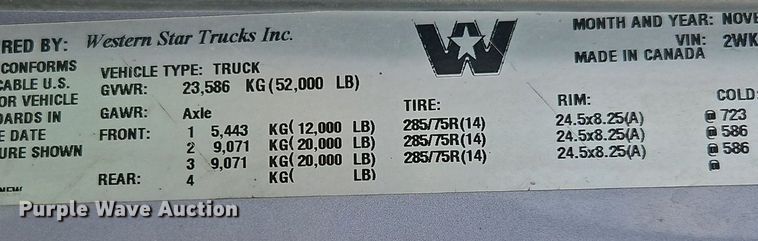 RED BY: Western Star Trucks Inc. W MONTH AND YEAR: NOVE
VIN: 2WK
MADE IN CANADA
CONFORMS VEHICLE TYPE: TRUCK
CABLE U.S. GVWR: 23,586 KG(52,000 LB)
OR VEHICLE GAWR: Axle TIRE: RIM: COLD:
DARDS IN FRONT: 1 5,443 KG( 12,000 LB) 285/75R(14) 24.5x8.25(A) @ 723
E DATE 2 9,071 KG( 20,000 LB) 285/75R(14) 24.5x8.25(A) @ 586
URE SHOWN 3 9,071 KG( 20,000 LB) 285/75R(14) 24.5x8.25(A) @ 586
REAR: 4 KG( LB) @
Purple Wave Auction